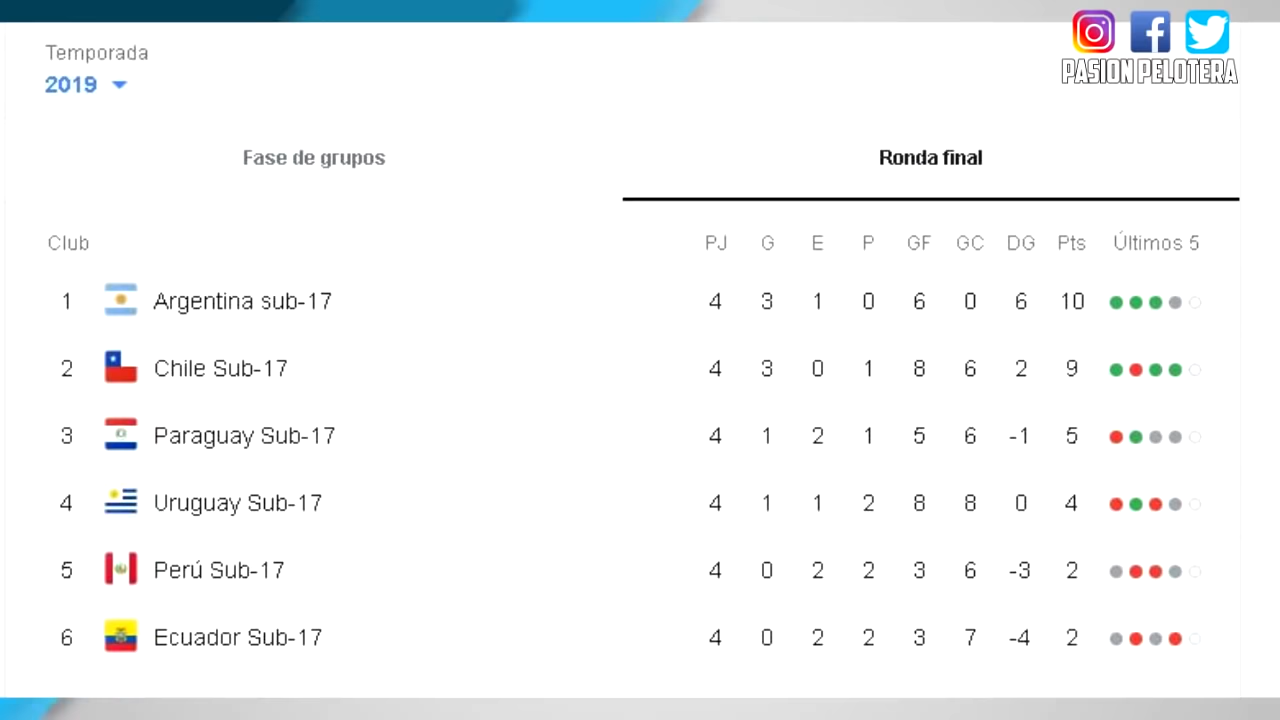 PASION PELOTERA
Temporada
2019
Fase de grupos Ronda final
Club PJ G E P GF GC DG Pts Últimos 5
1 Argentina sub-17 4 3 1 0 6 0 6 10
2 Chile Sub-17 4 3 0 1 8 6 2 9
3 Paraguay Sub-17 4 1 2 1 5 6 -1 5
4 Uruguay Sub-17 4 1 1 2 8 8 0 4
5 Perú Sub-17 4 0 2 2 3 6 -3 2
6 Ecuador Sub-17 4 0 2 2 3 7 -4 2